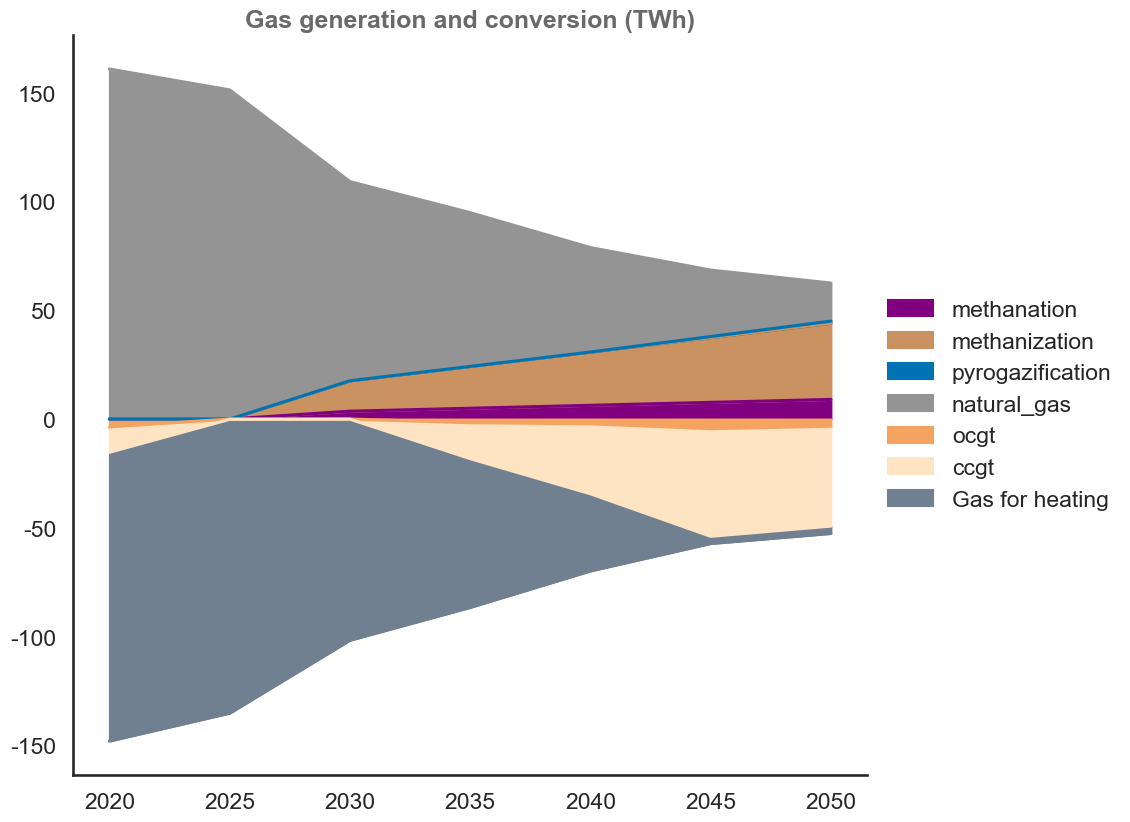 Gas generation and conversion (TWh)
150
100
50
0
-50
-100
-150
2020 2025 2030 2035 2040 2045 2050
methanation
methanization
pyrogazification
natural_gas
ocgt
ccgt
Gas for heating